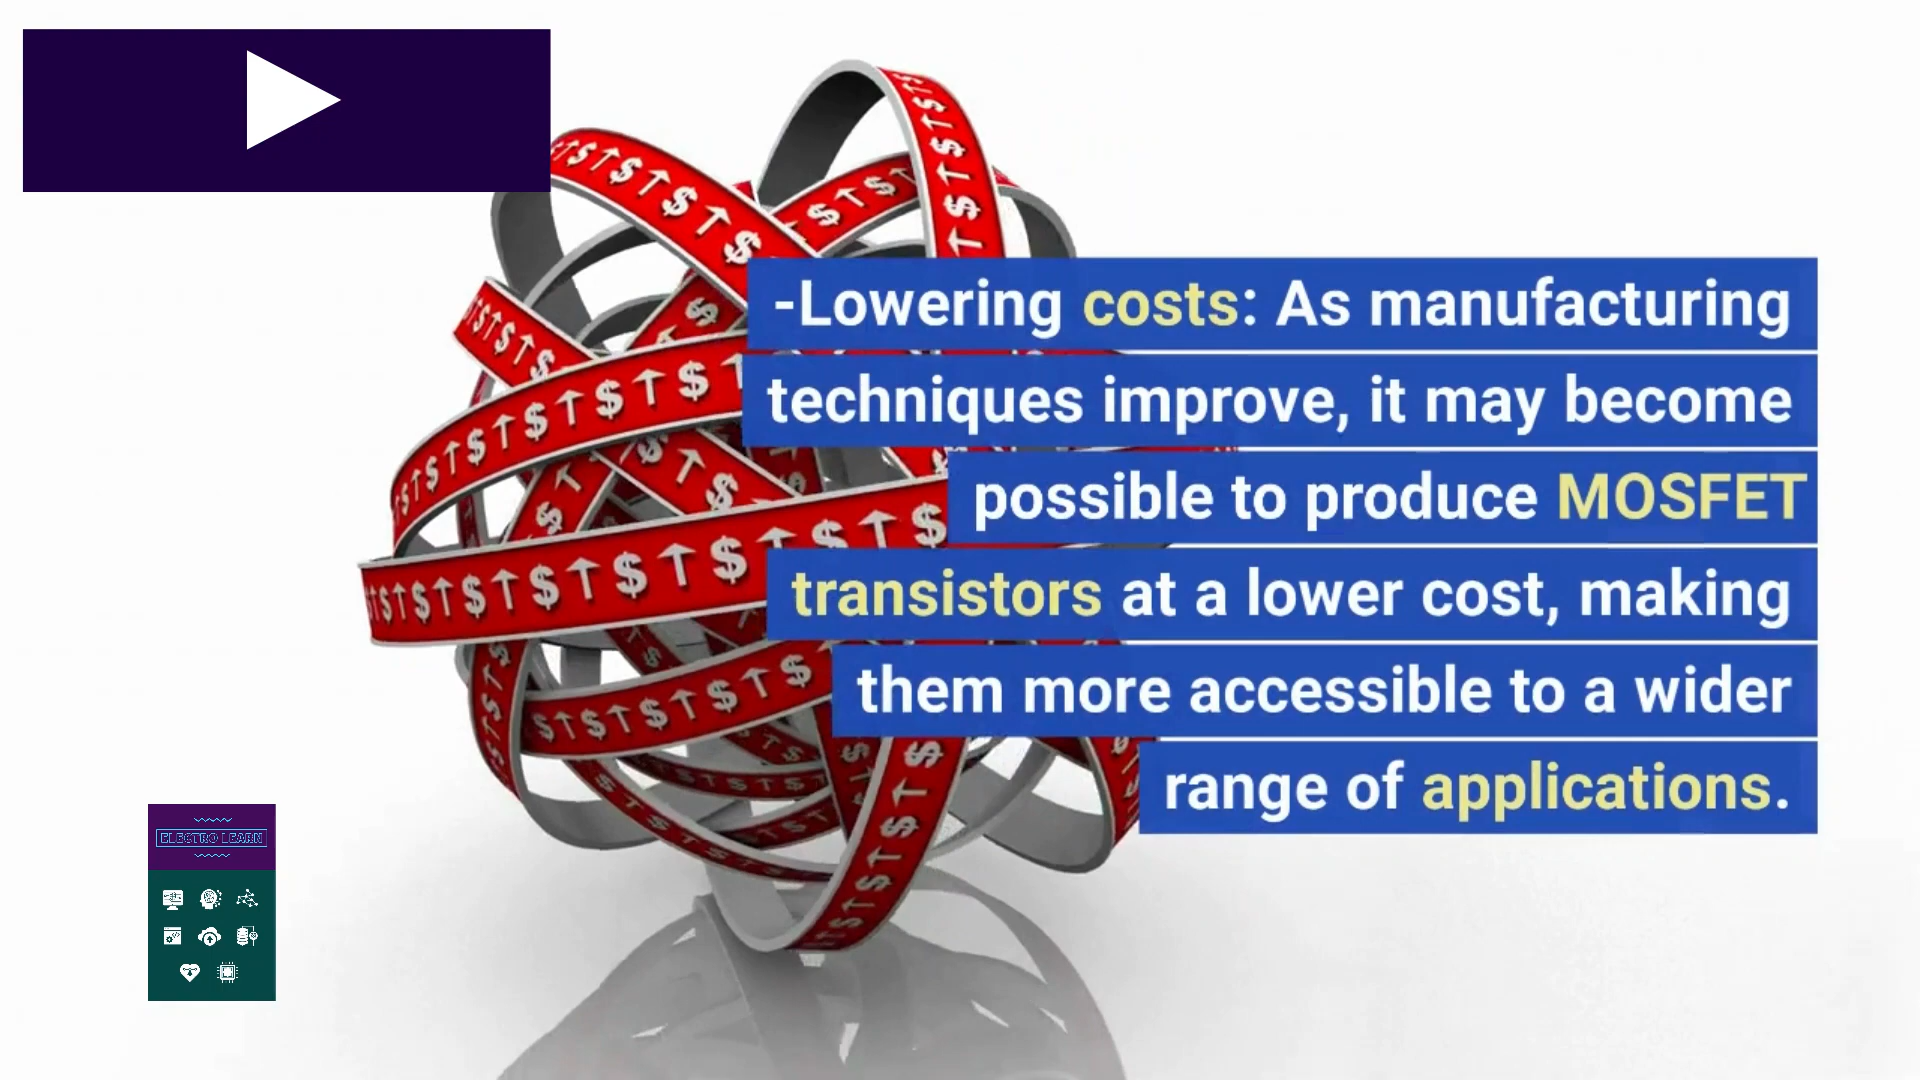 -Lowering costs: As manufacturing
techniques improve, it may become
possible to produce MOSFET
transistors at a lower cost, making
them more accessible to a wider
range of applications.
ELECTRO LEARN